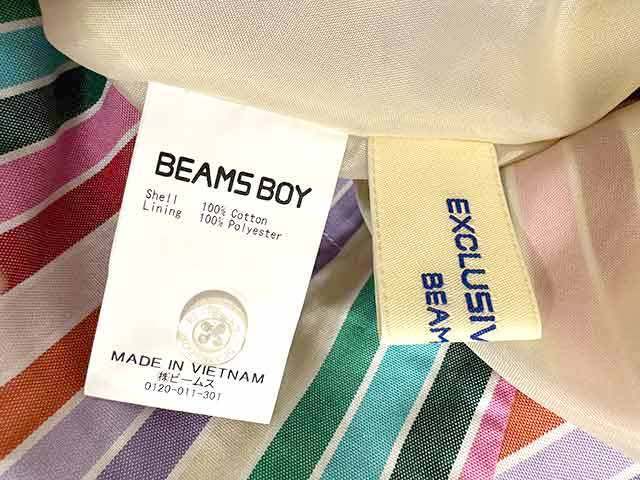 BEAMS BOY
Shell 100% Cotton
Lining 100% Polyester
MADE IN VIETNAM
㈱ビームス
0120-011-301
EXCLUSIV
BEAM